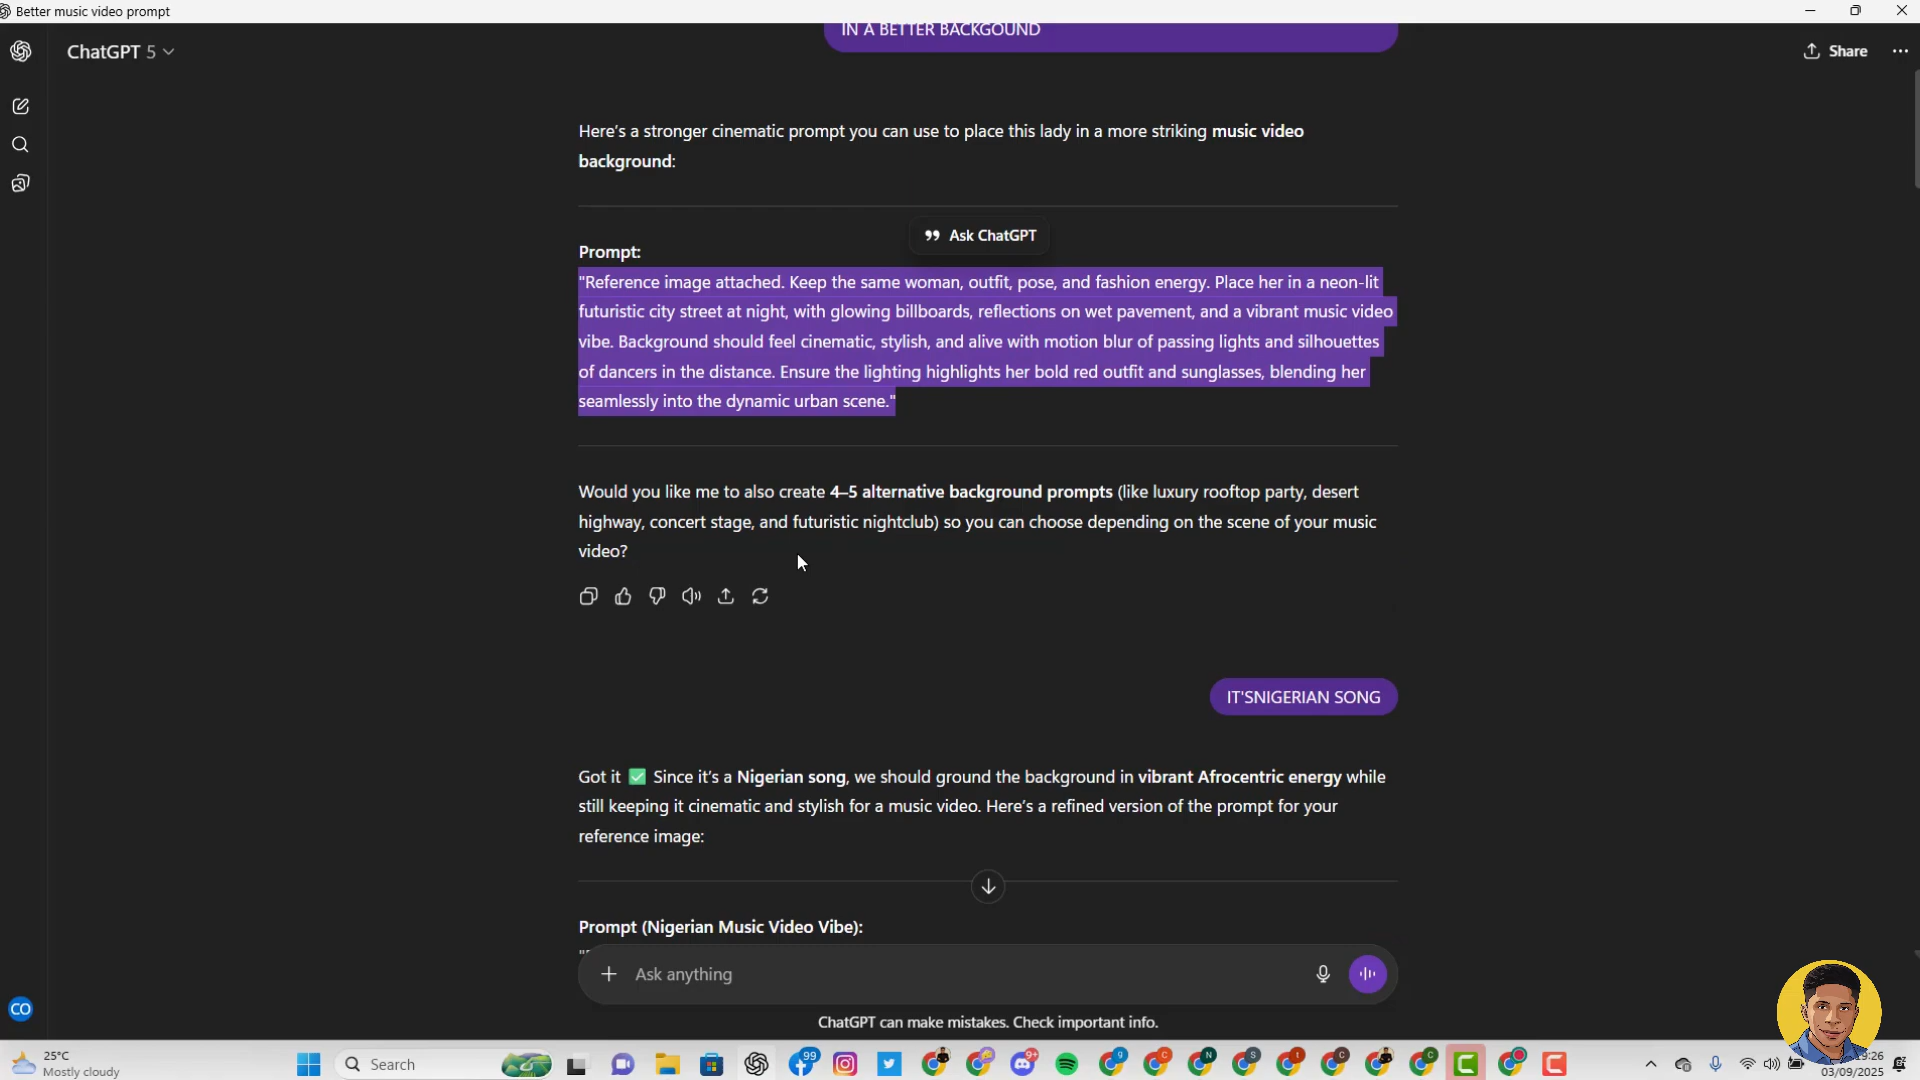 Better music video prompt
IN A BETTER BACKGOUND
ChatGPT 5
Share
Here's a stronger cinematic prompt you can use to place this lady in a more striking music video
background:
Ask ChatGPT
Prompt:
"Reference image attached. Keep the same woman, outfit, pose, and fashion energy. Place her in a neon-lit
futuristic city street at night, with glowing billboards, reflections on wet pavement, and a vibrant music video
vibe. Background should feel cinematic, stylish, and alive with motion blur of passing lights and silhouettes
of dancers in the distance. Ensure the lighting highlights her bold red outfit and sunglasses, blending her
seamlessly into the dynamic urban scene."
Would you like me to also create 4–5 alternative background prompts (like luxury rooftop party, desert
highway, concert stage, and futuristic nightclub) so you can choose depending on the scene of your music
video?
IT'SNIGERIAN SONG
Got it ✅ Since it's a Nigerian song, we should ground the background in vibrant Afrocentric energy while
still keeping it cinematic and stylish for a music video. Here's a refined version of the prompt for your
reference image:
Prompt (Nigerian Music Video Vibe):
Ask anything
CO
ChatGPT can make mistakes. Check important info.
25°C
Mostly cloudy
Search
99
9+
9
C
N
S
t
C
C
9:26
03/09/2025